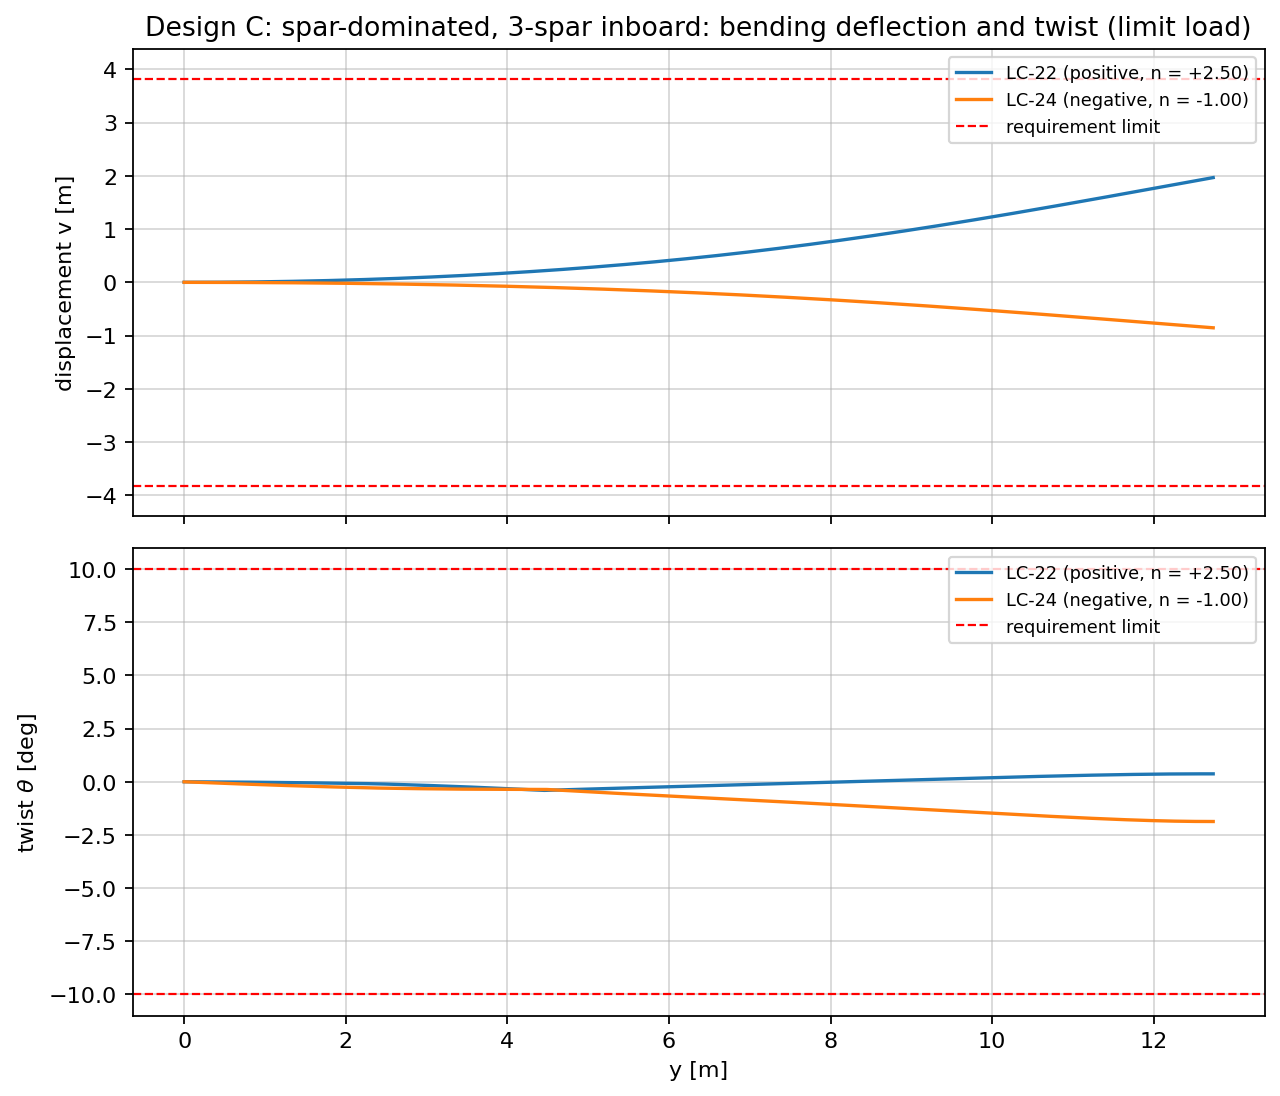 Design C: spar-dominated, 3-spar inboard: bending deflection and twist (limit load)
4
3
2
1
0
−1
−2
−3
−4
displacement v [m]
LC-22 (positive, n = +2.50)
LC-24 (negative, n = -1.00)
requirement limit
10.0
7.5
5.0
2.5
0.0
−2.5
−5.0
−7.5
−10.0
twist θ [deg]
LC-22 (positive, n = +2.50)
LC-24 (negative, n = -1.00)
requirement limit
0 2 4 6 8 10 12
y [m]